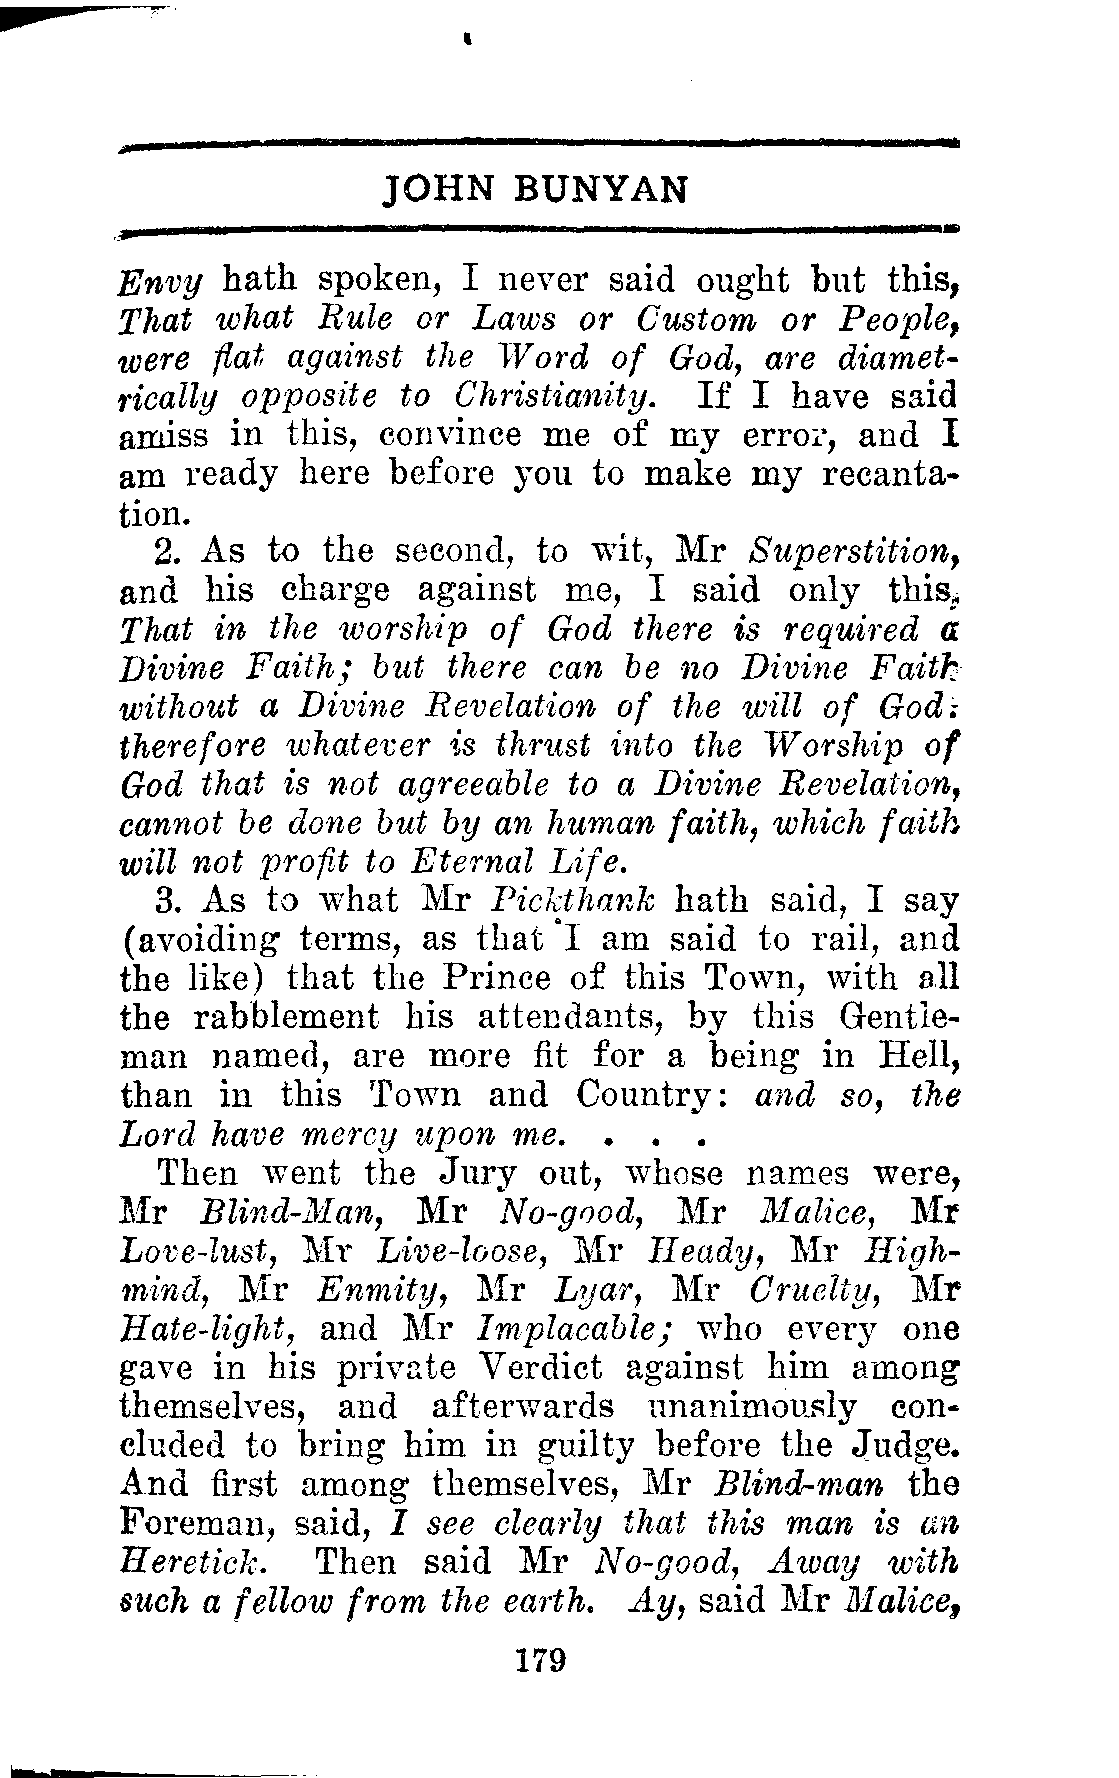 JOHN BUNYAN
Envy hath spoken, I never said ought but this,
That what Rule or Laws or Custom or People,
were flat against the Word of God, are diamet-
rically opposite to Christianity. If I have said
amiss in this, convince me of my error, and I
am ready here before you to make my recanta-
tion.
2. As to the second, to wit, Mr Superstition,
and his charge against me, I said only this,
That in the worship of God there is required a
Divine Faith; but there can be no Divine Faith
without a Divine Revelation of the will of God:
therefore whatever is thrust into the Worship of
God that is not agreeable to a Divine Revelation,
cannot be done but by an human faith, which faith
will not profit to Eternal Life.
3. As to what Mr Pickthank hath said, I say
(avoiding terms, as that I am said to rail, and
the like) that the Prince of this Town, with all
the rabblement his attendants, by this Gentle-
man named, are more fit for a being in Hell,
than in this Town and Country: and so, the
Lord have mercy upon me. . . .
Then went the Jury out, whose names were,
Mr Blind-Man, Mr No-good, Mr Malice, Mr
Love-lust, Mr Live-loose, Mr Heady, Mr High-
mind, Mr Enmity, Mr Lyar, Mr Cruelty, Mr
Hate-light, and Mr Implacable; who every one
gave in his private Verdict against him among
themselves, and afterwards unanimously con-
cluded to bring him in guilty before the Judge.
And first among themselves, Mr Blind-man the
Foreman, said, I see clearly that this man is an
Heretick. Then said Mr No-good, Away with
such a fellow from the earth. Ay, said Mr Malice,
179